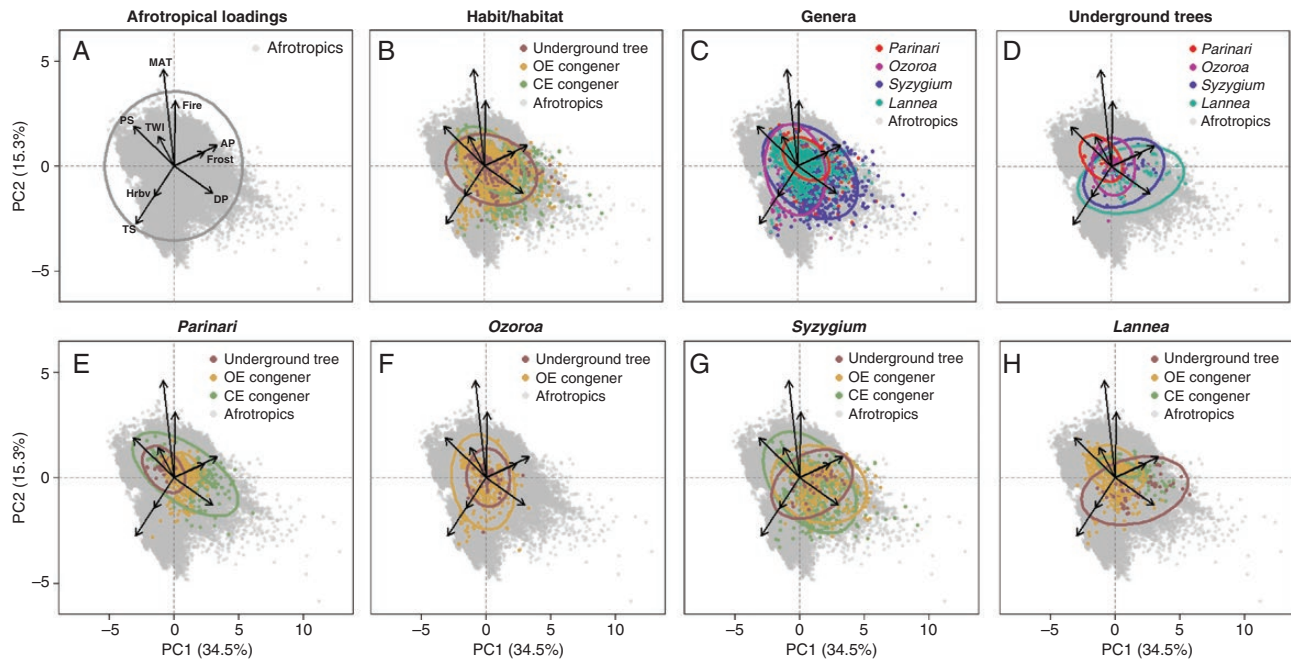 Afrotropical loadings
Habit/habitat
Genera
Underground trees
A
Afrotropics
MAT
Fire
PS
TWI
AP
Frost
Hrbv
DP
TS
B
Underground tree
OE congener
CE congener
Afrotropics
C
Parinari
Ozoroa
Syzygium
Lannea
Afrotropics
D
Parinari
Ozoroa
Syzygium
Lannea
Afrotropics
PC2 (15.3%)
5
0
−5
Parinari
Ozoroa
Syzygium
Lannea
E
Underground tree
OE congener
CE congener
Afrotropics
F
Underground tree
OE congener
Afrotropics
G
Underground tree
OE congener
CE congener
Afrotropics
H
Underground tree
OE congener
CE congener
Afrotropics
PC2 (15.3%)
5
0
−5
−5 0 5 10
−5 0 5 10
−5 0 5 10
−5 0 5 10
PC1 (34.5%)
PC1 (34.5%)
PC1 (34.5%)
PC1 (34.5%)